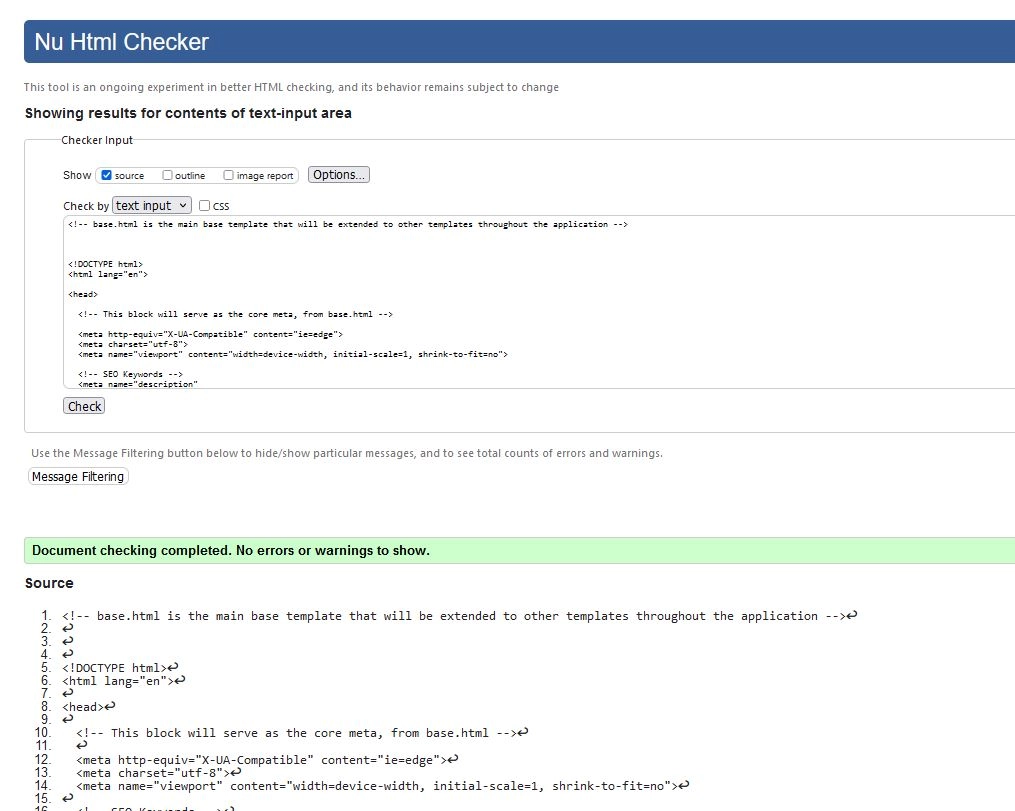 Nu Html Checker
This tool is an ongoing experiment in better HTML checking, and its behavior remains subject to change
Showing results for contents of text-input area
Checker Input
Show source outline image report Options...
Check by text input css
<!-- base.html is the main base template that will be extended to other templates throughout the application -->
<!DOCTYPE html>
<html lang="en">
<head>
<!-- This block will serve as the core meta, from base.html -->
<meta http-equiv="X-UA-Compatible" content="ie=edge">
<meta charset="utf-8">
<meta name="viewport" content="width=device-width, initial-scale=1, shrink-to-fit=no">
<!-- SEO Keywords -->
<meta name="description"
Check
Use the Message Filtering button below to hide/show particular messages, and to see total counts of errors and warnings.
Message Filtering
Document checking completed. No errors or warnings to show.
Source
1. <!-- base.html is the main base template that will be extended to other templates throughout the application -->↩
2. ↩
3. ↩
4. ↩
5. <!DOCTYPE html>↩
6. <html lang="en">↩
7. ↩
8. <head>↩
9. ↩
10. <!-- This block will serve as the core meta, from base.html -->↩
11. ↩
12. <meta http-equiv="X-UA-Compatible" content="ie=edge">↩
13. <meta charset="utf-8">↩
14. <meta name="viewport" content="width=device-width, initial-scale=1, shrink-to-fit=no">↩
15. ↩
16. <!-- SEO Keywords -->↩